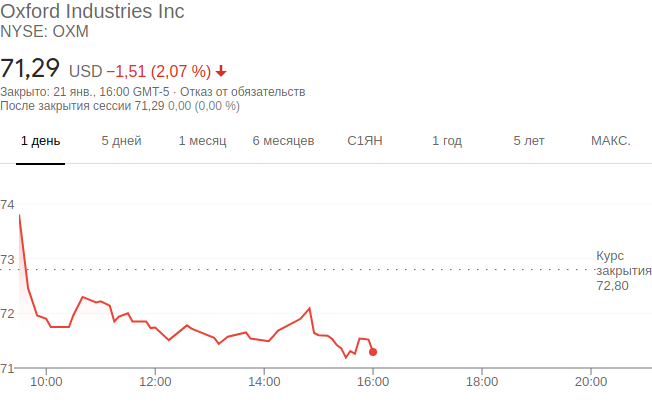 Oxford Industries Inc
NYSE: OXM
71,29 USD −1,51 (2,07 %)
Закрыто: 21 янв., 16:00 GMT-5 · Отказ от обязательств
После закрытия сессии 71,29 0,00 (0,00 %)
1 день 5 дней 1 месяц 6 месяцев С1ЯН 1 год 5 лет МАКС.
74
73
72
71
Курс
закрытия
72,80
10:00 12:00 14:00 16:00 18:00 20:00